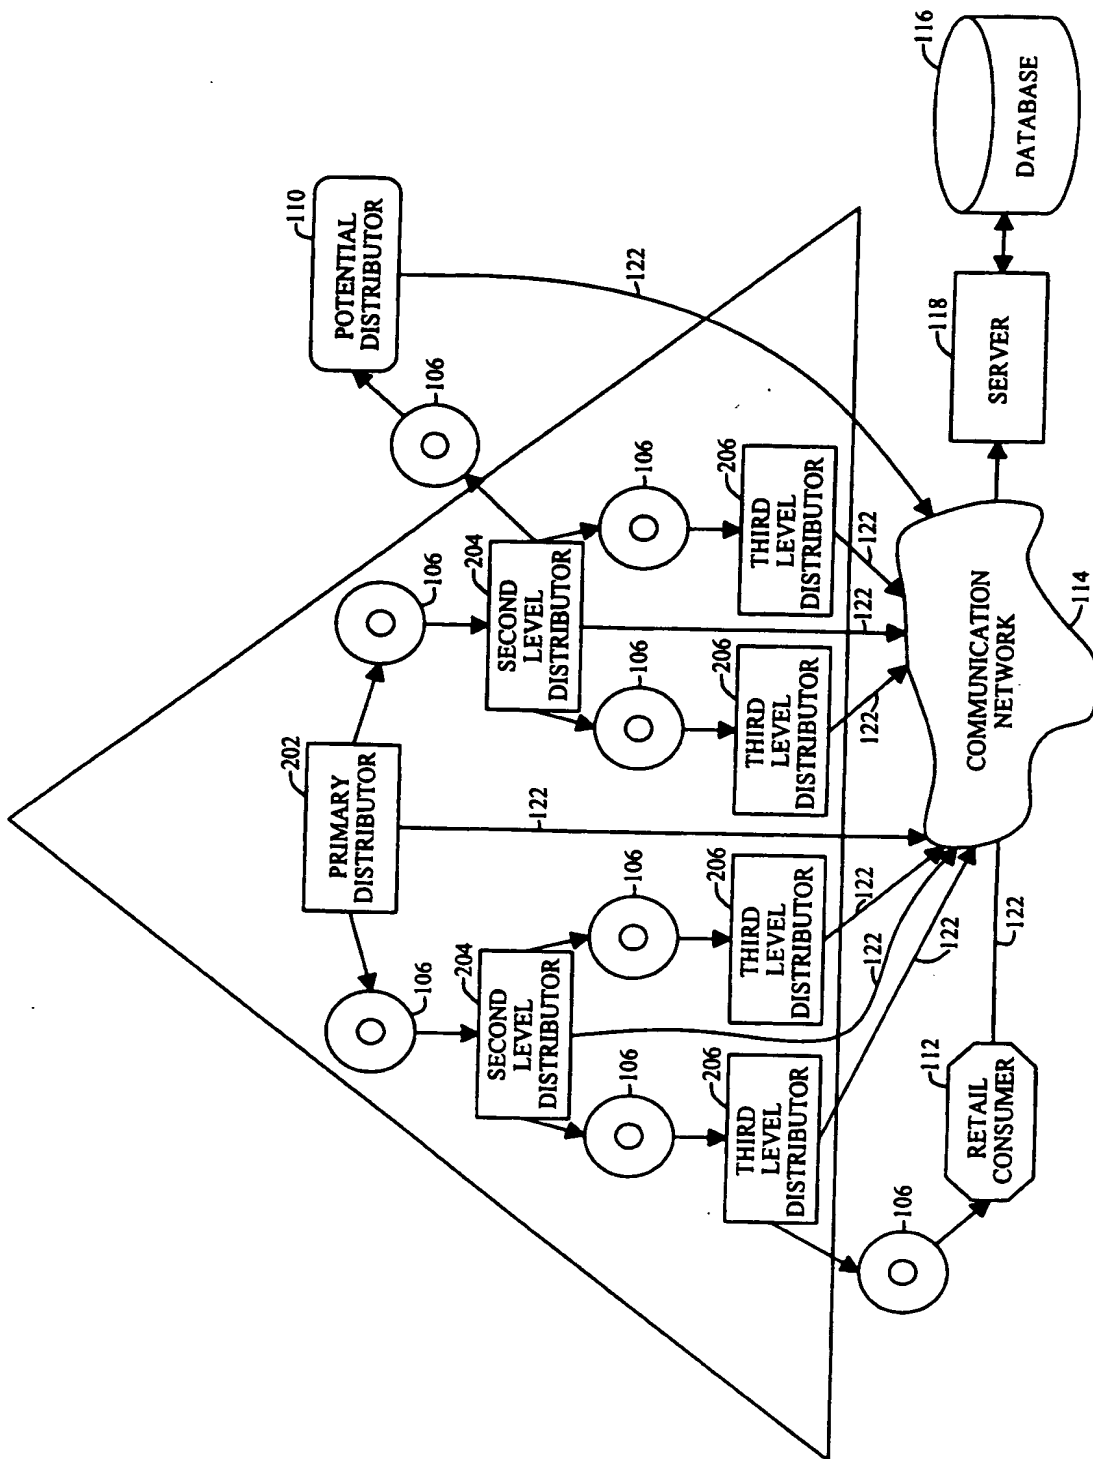 202
PRIMARY
DISTRIBUTOR
106
106
110
POTENTIAL
DISTRIBUTOR
106
122
204
SECOND
LEVEL
DISTRIBUTOR
204
SECOND
LEVEL
DISTRIBUTOR
122
106
106
106
106
206
THIRD
LEVEL
DISTRIBUTOR
206
THIRD
LEVEL
DISTRIBUTOR
206
THIRD
LEVEL
DISTRIBUTOR
206
THIRD
LEVEL
DISTRIBUTOR
122
122
122
122
122
122
106
112
RETAIL
CONSUMER
122
COMMUNICATION
NETWORK
114
118
SERVER
116
DATABASE